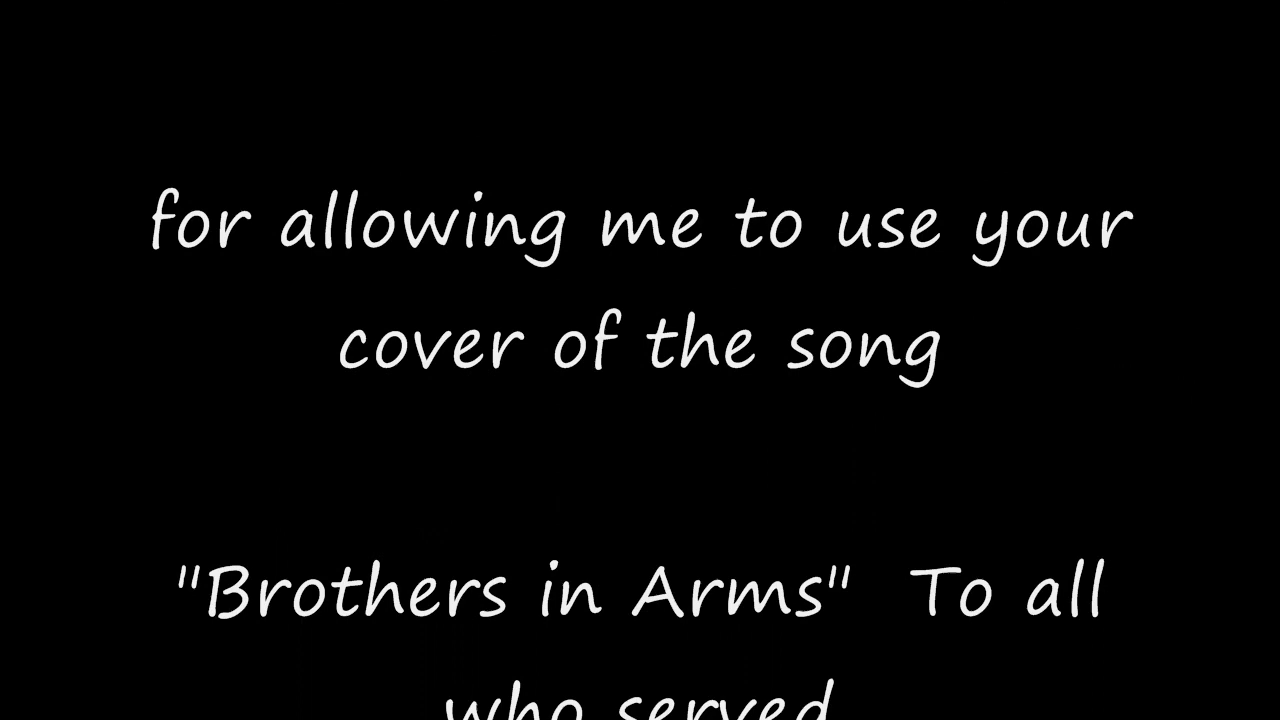 for allowing me to use your
cover of the song
"Brothers in Arms"  To all
who served